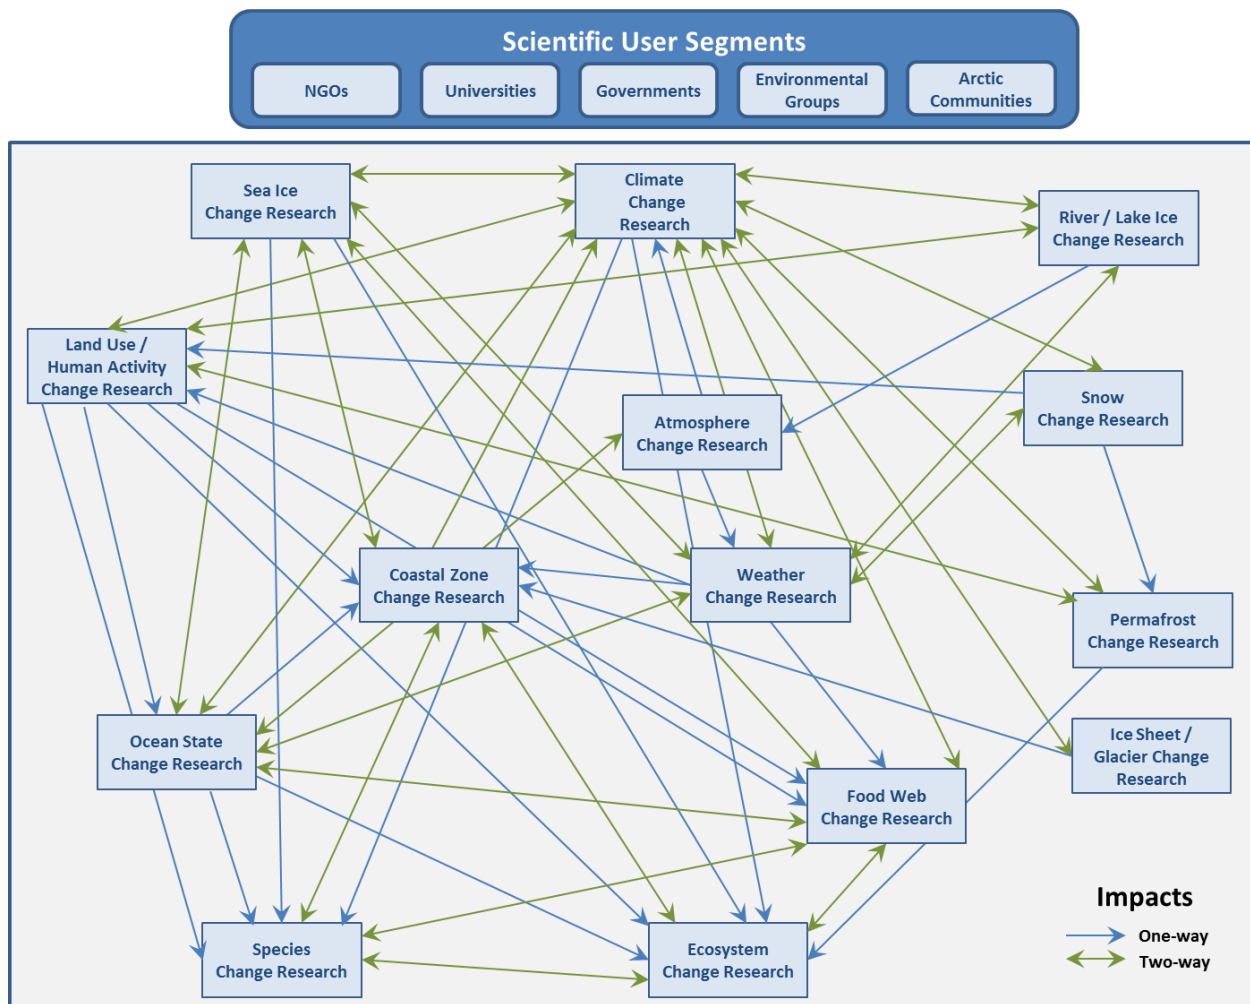 Scientific User Segments
NGOs
Universities
Governments
Environmental
Groups
Arctic
Communities
Sea Ice
Change Research
Climate
Change
Research
River / Lake Ice
Change Research
Land Use /
Human Activity
Change Research
Snow
Change Research
Atmosphere
Change Research
Coastal Zone
Change Research
Weather
Change Research
Permafrost
Change Research
Ocean State
Change Research
Ice Sheet /
Glacier Change
Research
Food Web
Change Research
Species
Change Research
Ecosystem
Change Research
Impacts
One-way
Two-way